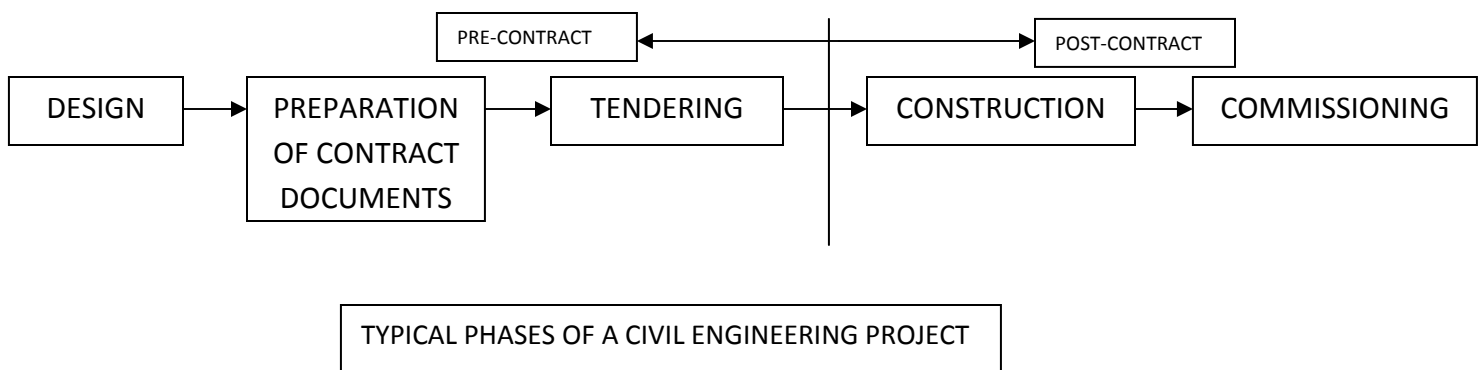 PRE-CONTRACT
POST-CONTRACT
DESIGN
PREPARATION
OF CONTRACT
DOCUMENTS
TENDERING
CONSTRUCTION
COMMISSIONING
TYPICAL PHASES OF A CIVIL ENGINEERING PROJECT